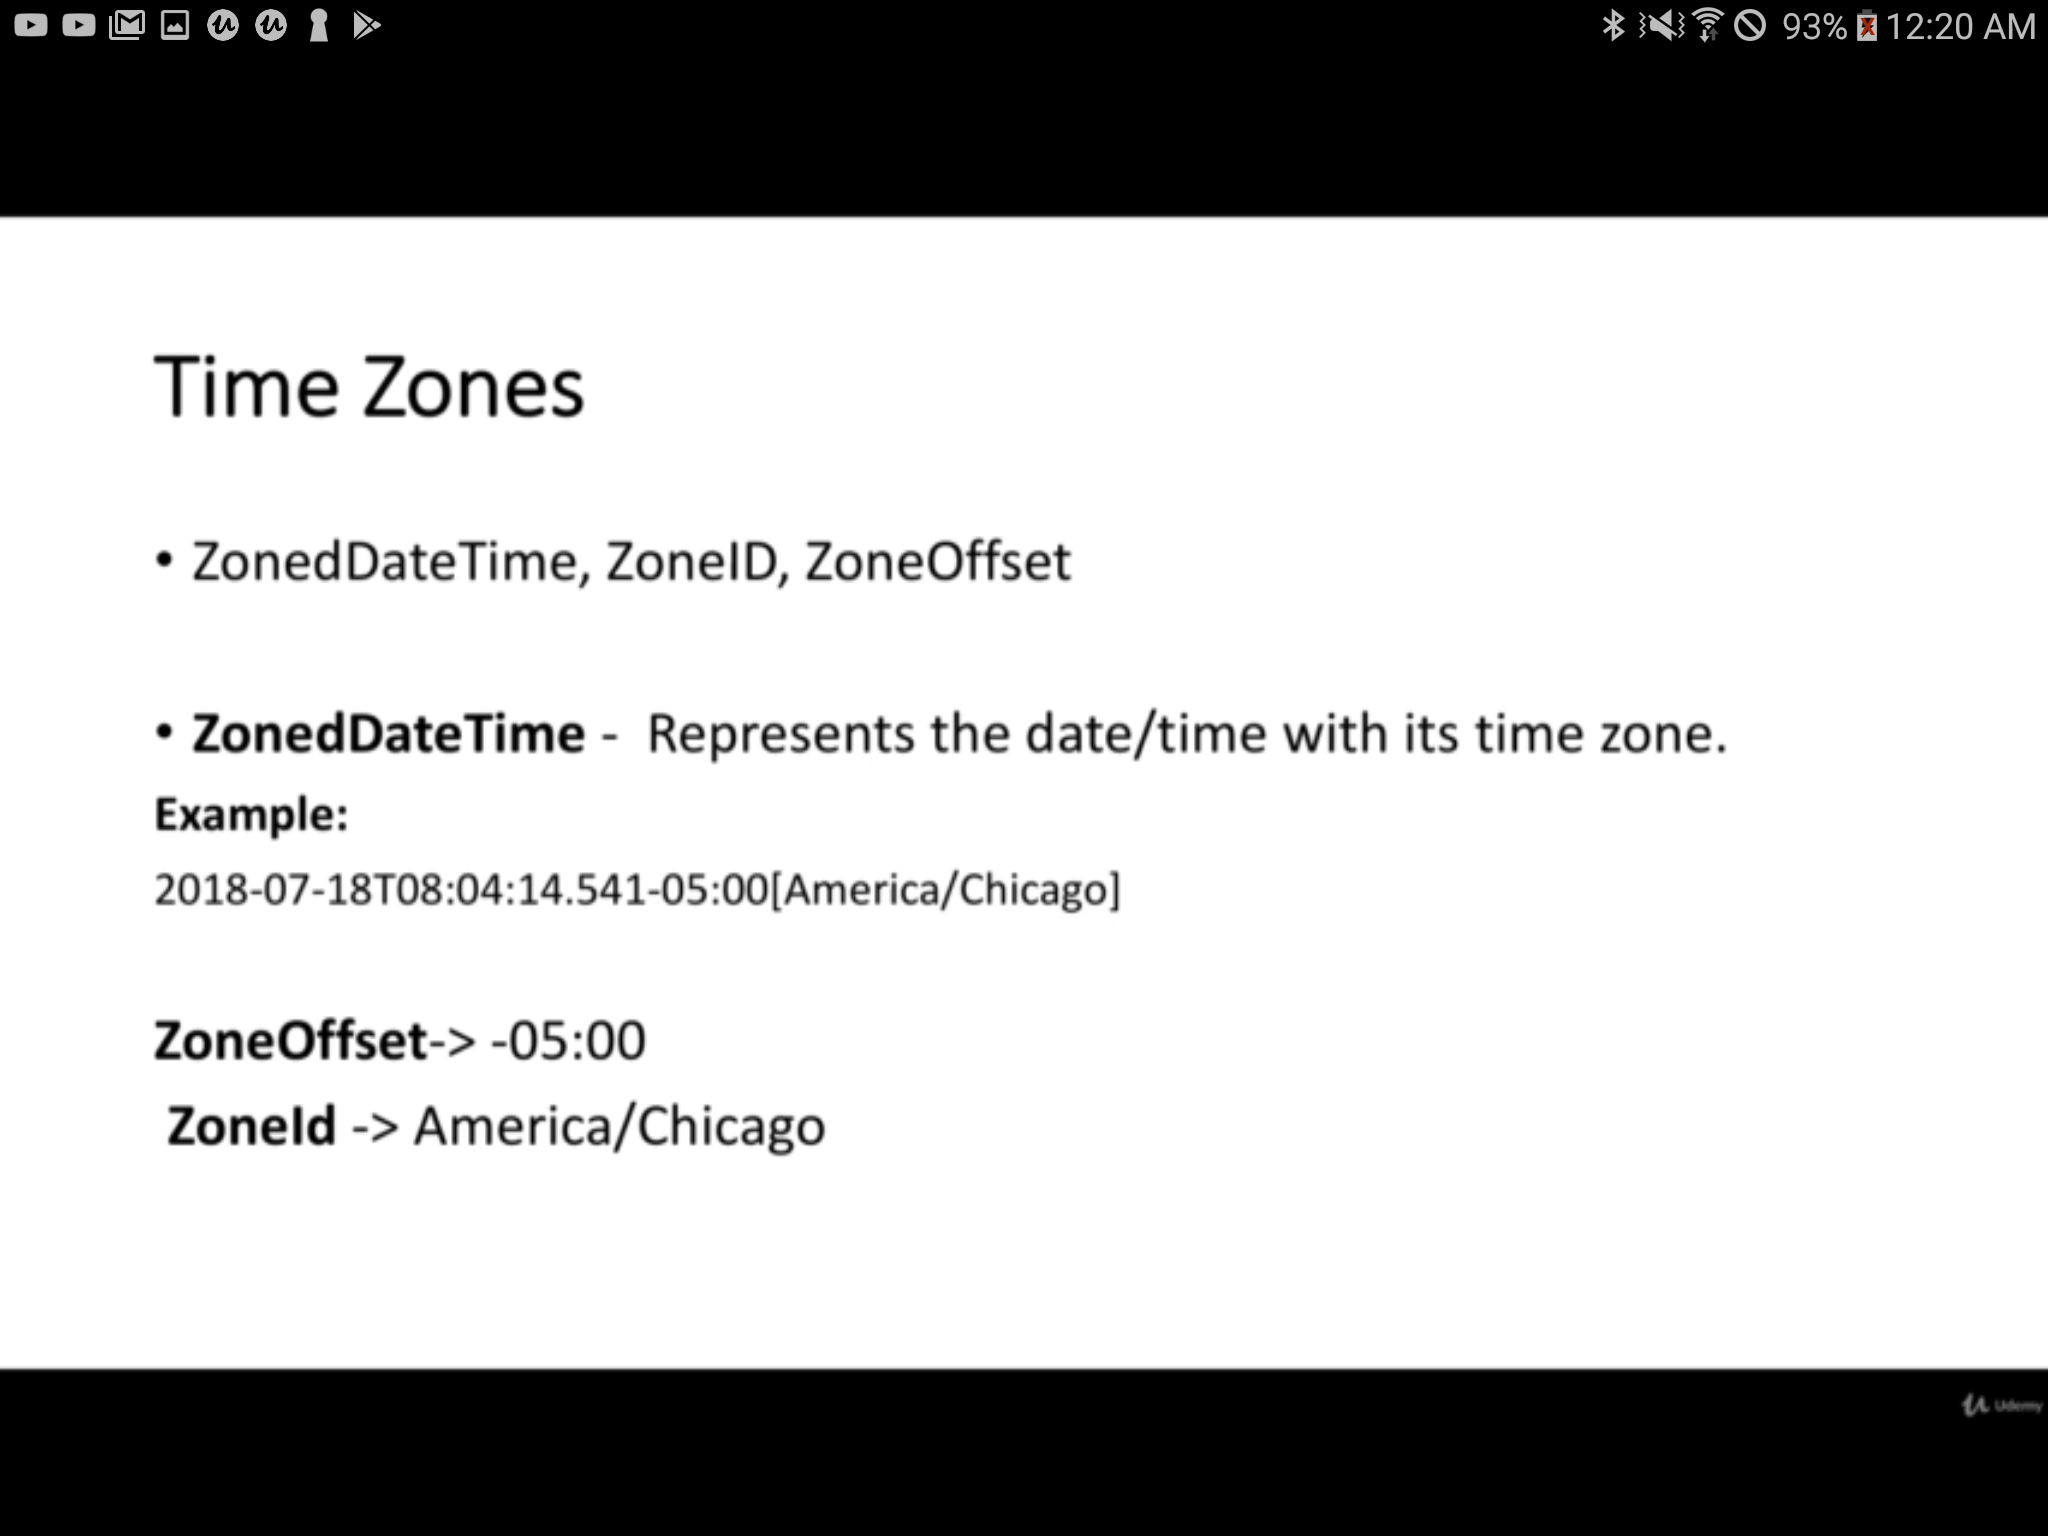 93% 12:20 AM
Time Zones
• ZonedDateTime, ZoneID, ZoneOffset
• ZonedDateTime - Represents the date/time with its time zone.
Example:
2018-07-18T08:04:14.541-05:00[America/Chicago]
ZoneOffset-> -05:00
ZoneId -> America/Chicago
Udemy